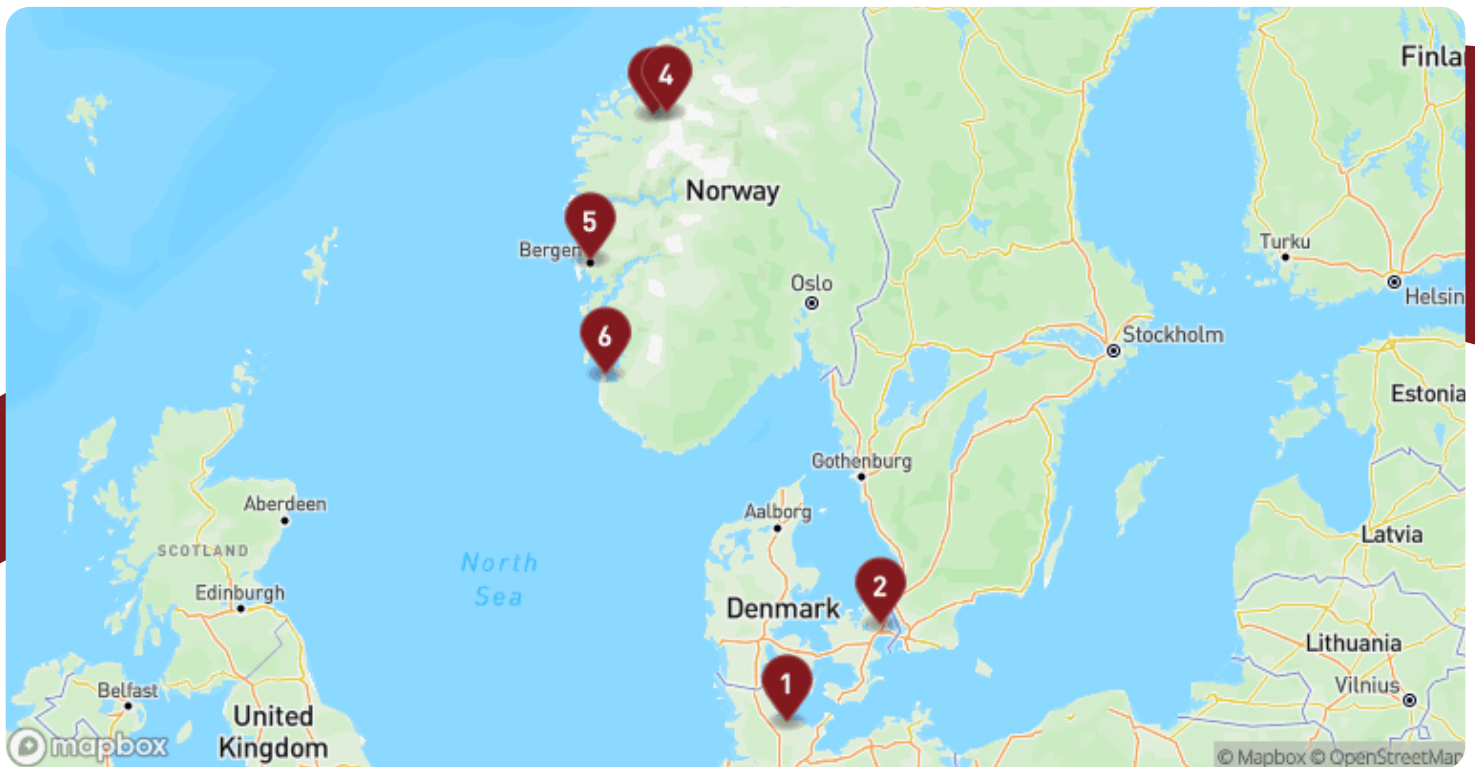 Finla
4
Norway
5
Bergen
Turku
Oslo
Helsin
6
Stockholm
Estonia
Gothenburg
Aberdeen
Aalborg
SCOTLAND
Latvia
North
Sea
Edinburgh
2
Denmark
Lithuania
1
Vilnius
Belfast
United
Kingdom
mapbox
© Mapbox © OpenStreetMap